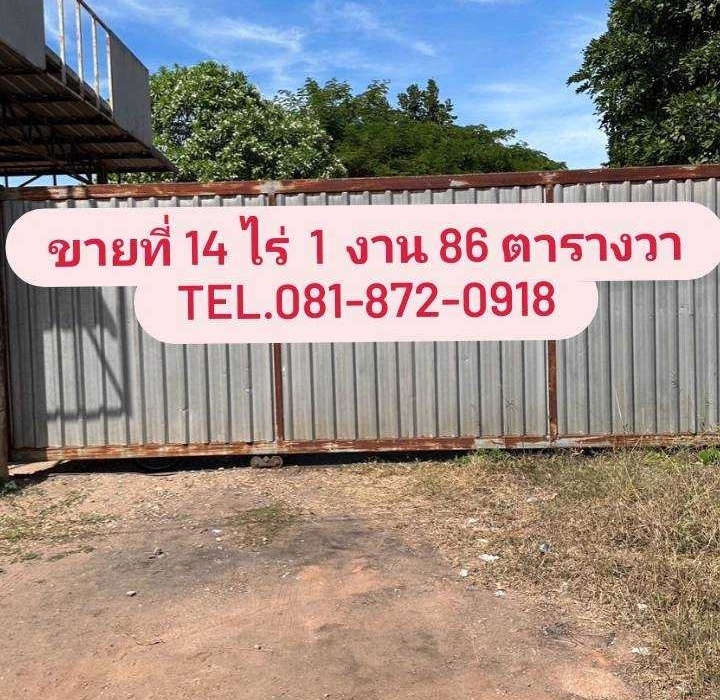 ขายที่ 14 ไร่ 1 งาน 86 ตารางวา
TEL.081-872-0918